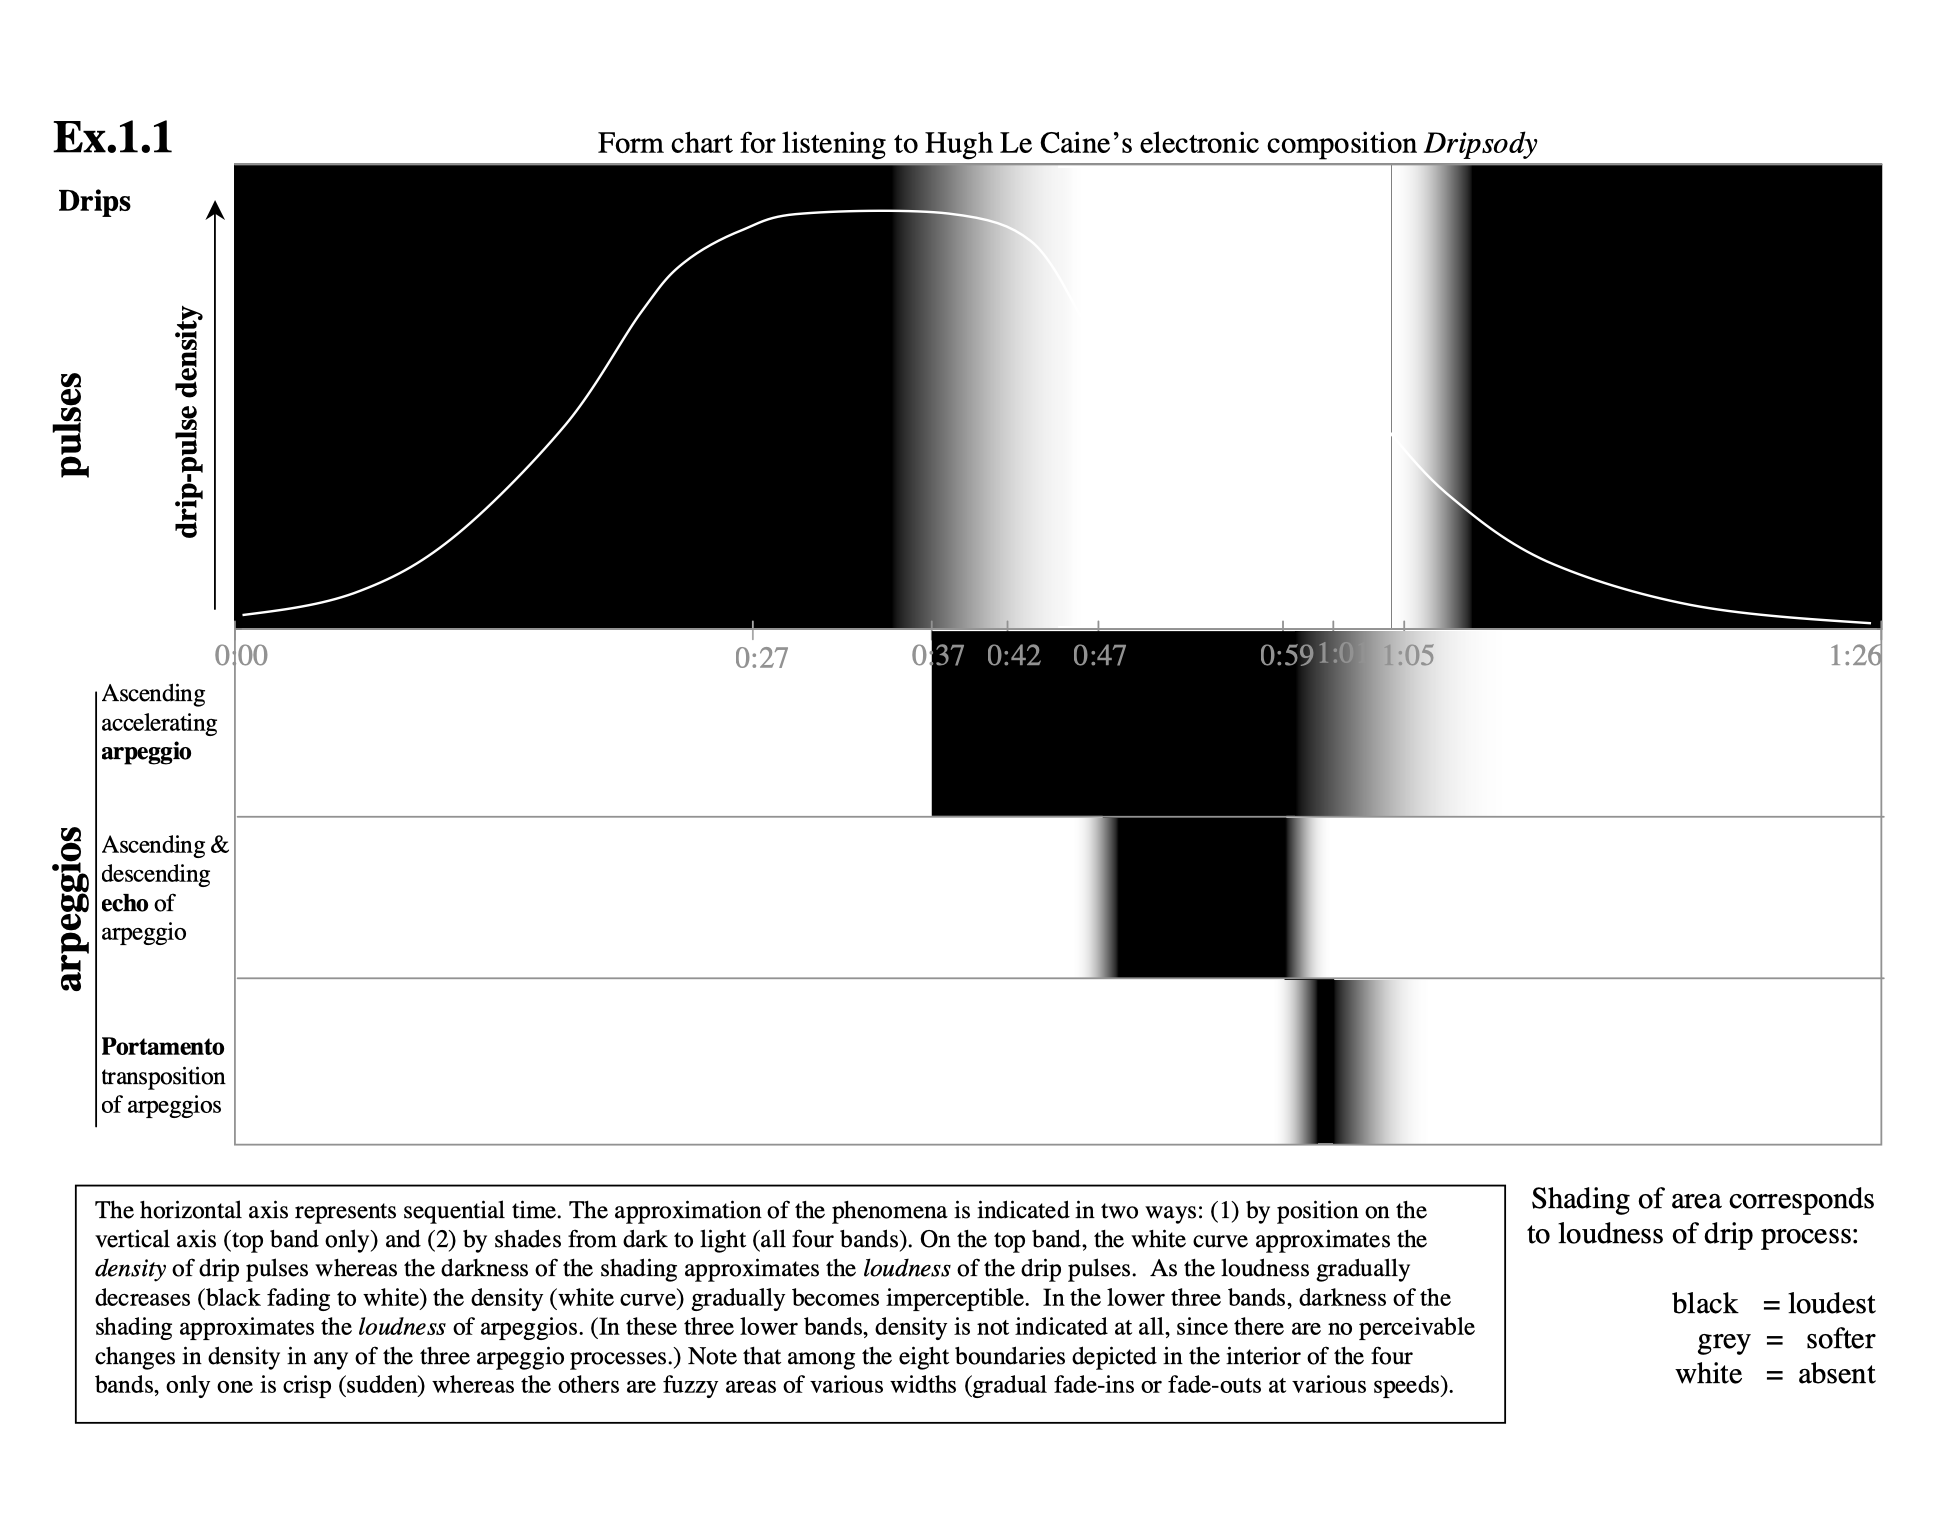 Ex.1.1
Form chart for listening to Hugh Le Caine’s electronic composition Dripsody
Drips
pulses
drip-pulse density
0:00 0:27 0:37 0:42 0:47 0:59 1:01 1:05 1:26
arpeggios
Ascending
accelerating
arpeggio
Ascending &
descending
echo of
arpeggio
Portamento
transposition
of arpeggios
The horizontal axis represents sequential time. The approximation of the phenomena is indicated in two ways: (1) by position on the
vertical axis (top band only) and (2) by shades from dark to light (all four bands). On the top band, the white curve approximates the
density of drip pulses whereas the darkness of the shading approximates the loudness of the drip pulses. As the loudness gradually
decreases (black fading to white) the density (white curve) gradually becomes imperceptible. In the lower three bands, darkness of the
shading approximates the loudness of arpeggios. (In these three lower bands, density is not indicated at all, since there are no perceivable
changes in density in any of the three arpeggio processes.) Note that among the eight boundaries depicted in the interior of the four
bands, only one is crisp (sudden) whereas the others are fuzzy areas of various widths (gradual fade-ins or fade-outs at various speeds).
Shading of area corresponds
to loudness of drip process:
black = loudest
grey = softer
white = absent